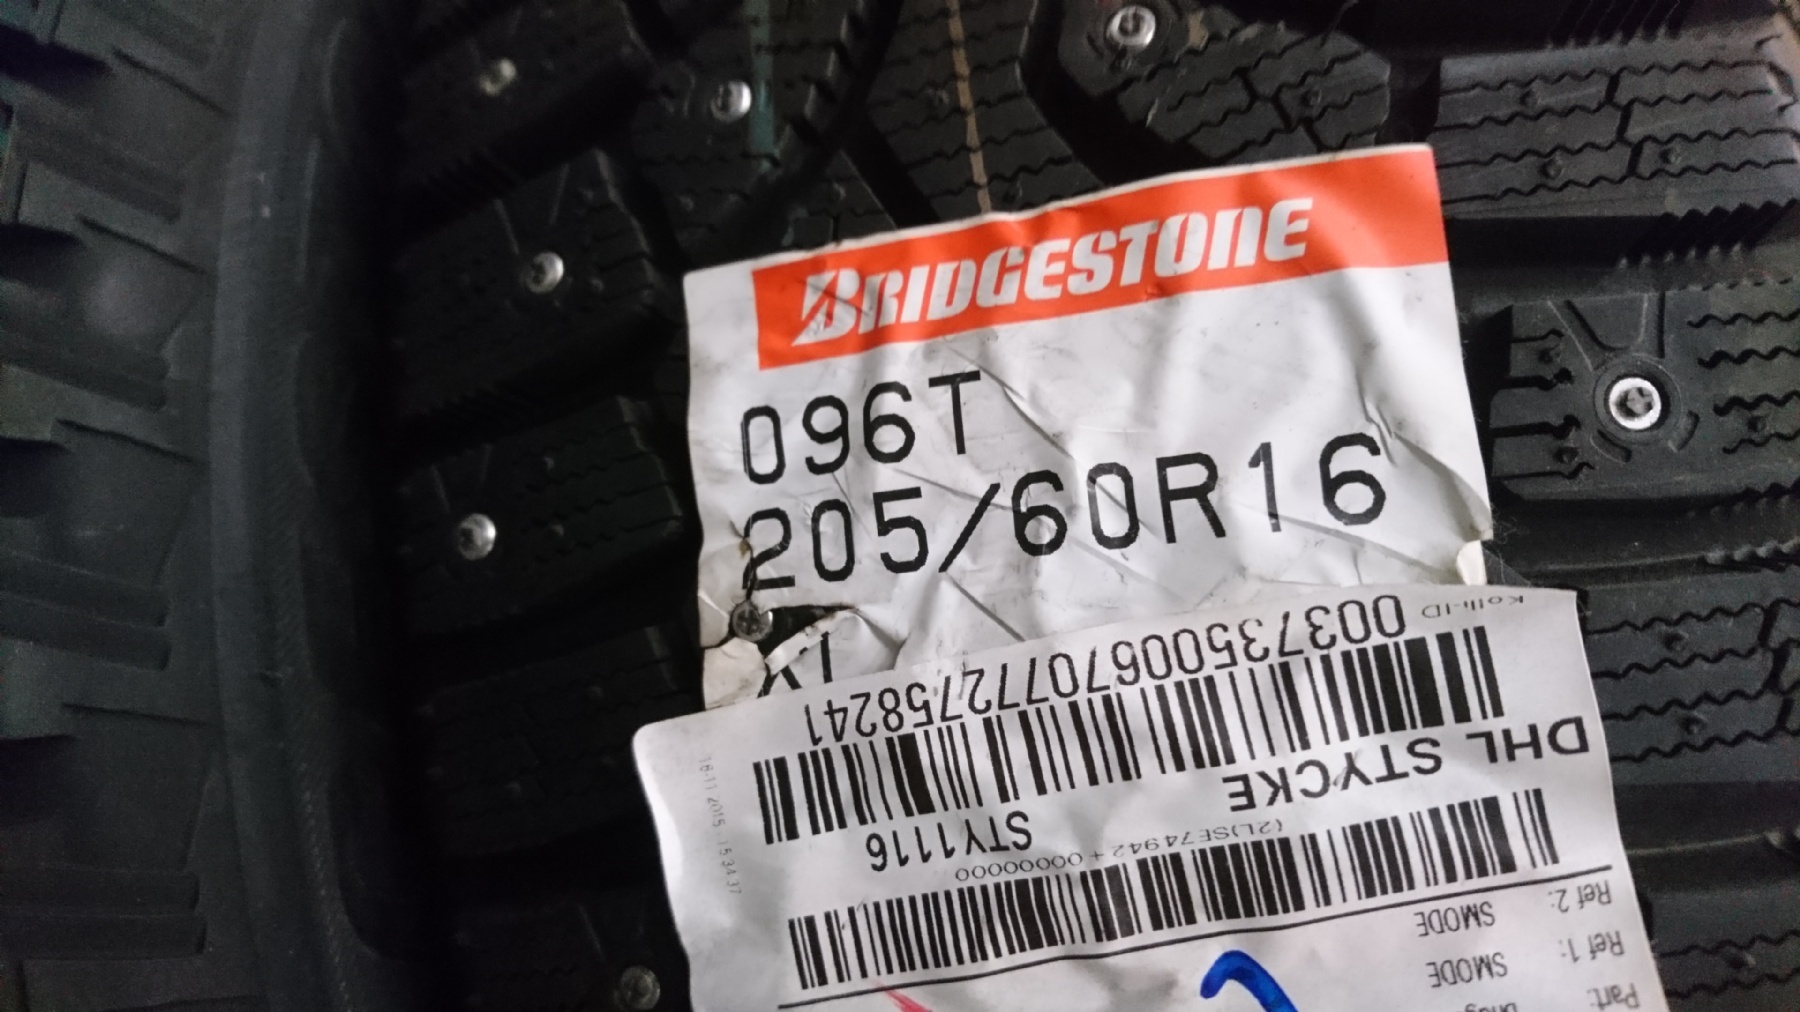 BRIDGESTONE
096T
205/60R16
XL
Kolli-ID
00373500670772758241
DHL STYCKE
STY1116
(2L)SE74942+00000000
Ref 2: SMODE
Ref 1: SMODE
Part:
18-11 2015 15:34:37